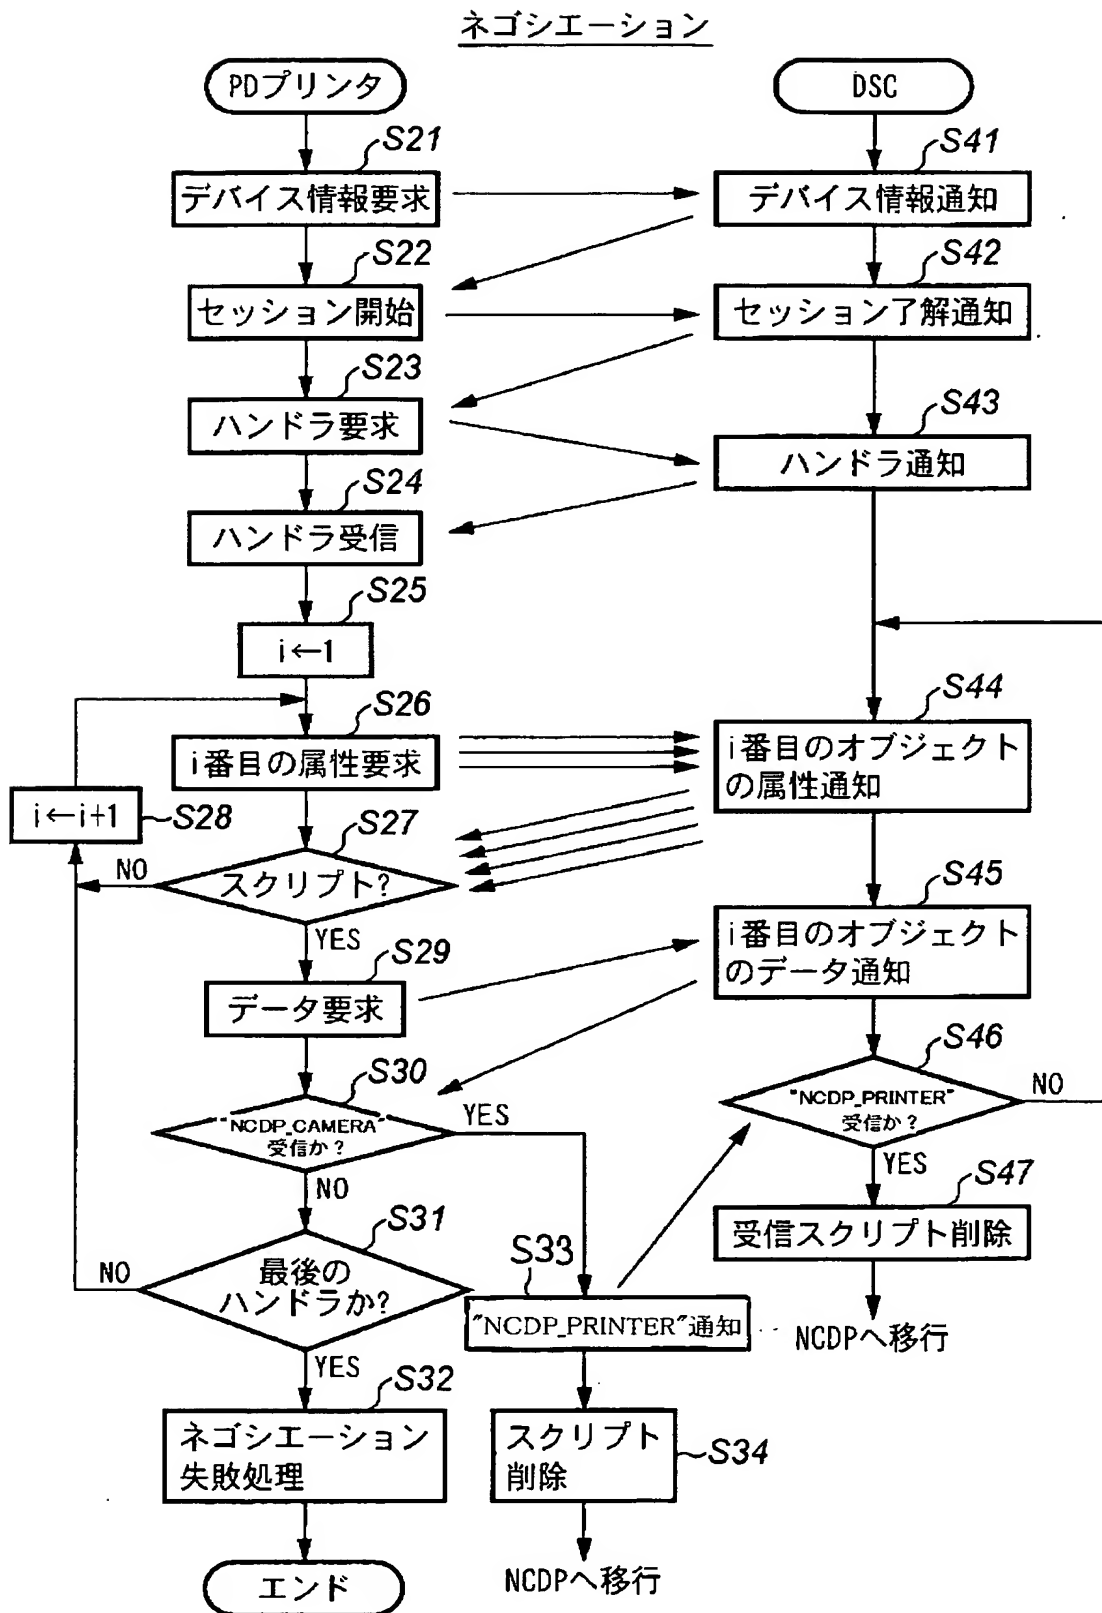 ネゴシエーション
PDプリンタ
S21
デバイス情報要求
S22
セッション開始
S23
ハンドラ要求
S24
ハンドラ受信
S25
i←1
S26
i番目の属性要求
i←i+1
S28
S27
スクリプト?
NO
YES
S29
データ要求
S30
"NCDP_CAMERA"
受信か?
YES
NO
S31
最後の
ハンドラか?
NO
YES
S32
ネゴシエーション
失敗処理
エンド
S33
"NCDP_PRINTER"通知
スクリプト
削除
S34
NCDPへ移行
DSC
S41
デバイス情報通知
S42
セッション了解通知
S43
ハンドラ通知
S44
i番目のオブジェクト
の属性通知
S45
i番目のオブジェクト
のデータ通知
S46
"NCDP_PRINTER"
受信か?
NO
YES
S47
受信スクリプト削除
NCDPへ移行